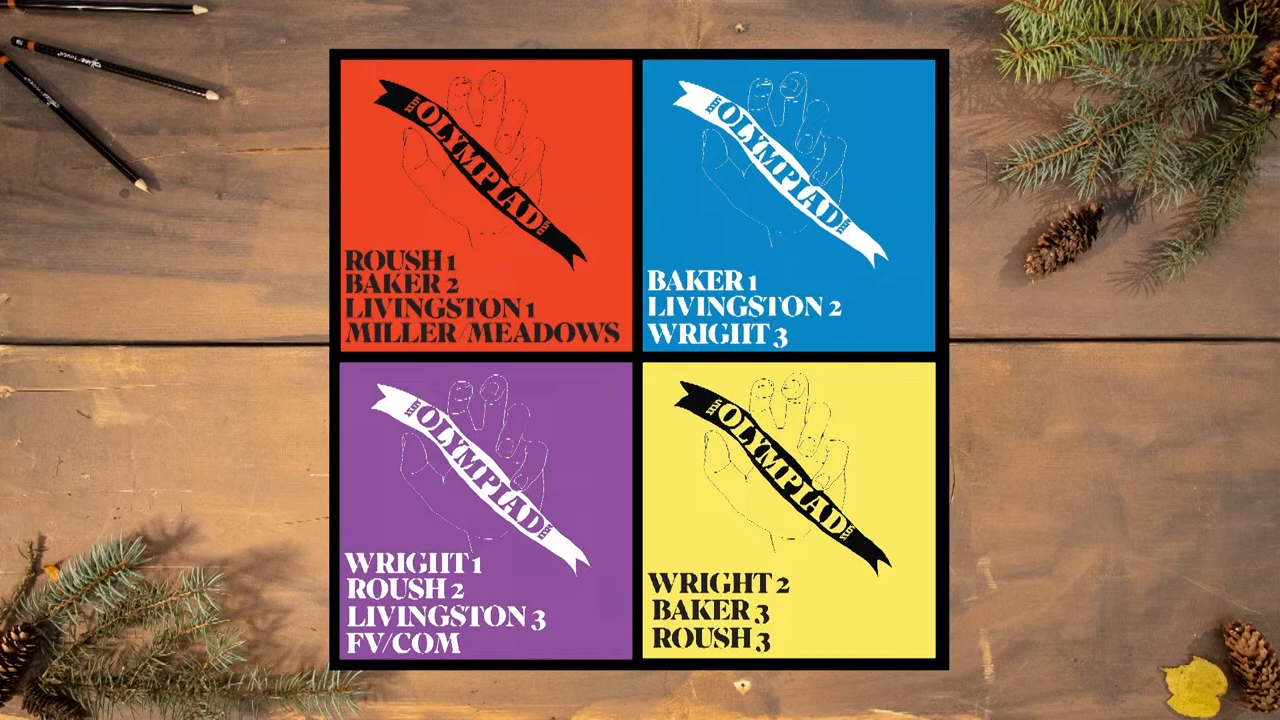 OLYMPIAD
ROUSH 1
BAKER 2
LIVINGSTON 1
MILLER/MEADOWS
OLYMPIAD
BAKER 1
LIVINGSTON 2
WRIGHT 3
OLYMPIAD
WRIGHT 1
ROUSH 2
LIVINGSTON 3
FV/COM
OLYMPIAD
WRIGHT 2
BAKER 3
ROUSH 3